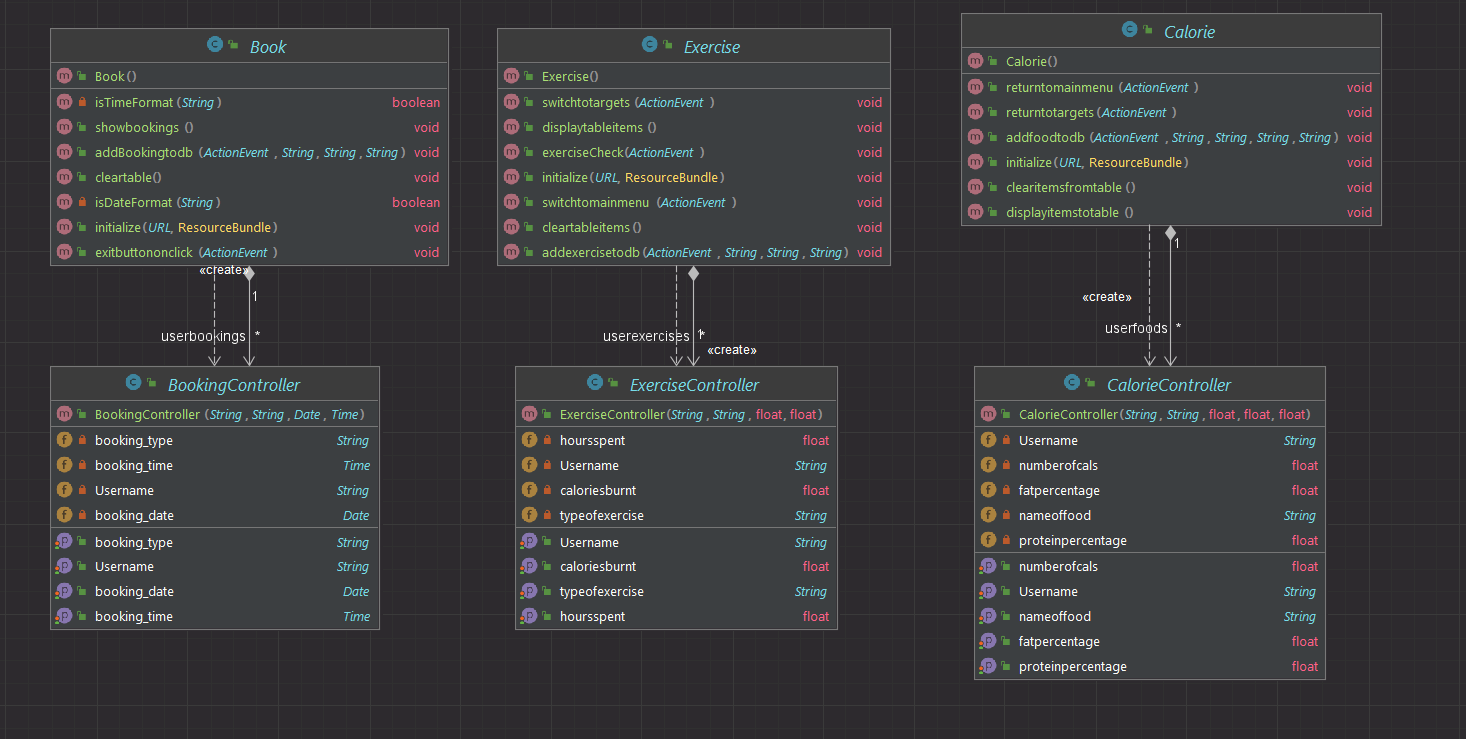 Book
Book()
isTimeFormat(String) boolean
showbookings() void
addBookingtodb(ActionEvent, String, String, String) void
cleartable() void
isDateFormat(String) boolean
initialize(URL, ResourceBundle) void
exitbuttononclick(ActionEvent) void
«create»
1
userbookings *
BookingController
BookingController(String, String, Date, Time)
booking_type String
booking_time Time
Username String
booking_date Date
booking_type String
Username String
booking_date Date
booking_time Time
Exercise
Exercise()
switchtotargets(ActionEvent) void
displaytableitems() void
exerciseCheck(ActionEvent) void
initialize(URL, ResourceBundle) void
switchtomainmenu(ActionEvent) void
cleartableitems() void
addexercisetodb(ActionEvent, String, String, String) void
userexercises 1 *
«create»
ExerciseController
ExerciseController(String, String, float, float)
hoursspent float
Username String
caloriesburnt float
typeofexercise String
Username String
caloriesburnt float
typeofexercise String
hoursspent float
Calorie
Calorie()
returntomainmenu(ActionEvent) void
returntotargets(ActionEvent) void
addfoodtodb(ActionEvent, String, String, String, String) void
initialize(URL, ResourceBundle) void
clearitemsfromtable() void
displayitemstotable() void
1
«create»
userfoods *
CalorieController
CalorieController(String, String, float, float, float)
Username String
numberofcals float
fatpercentage float
nameoffood String
proteinpercentage float
numberofcals float
Username String
nameoffood String
fatpercentage float
proteinpercentage float